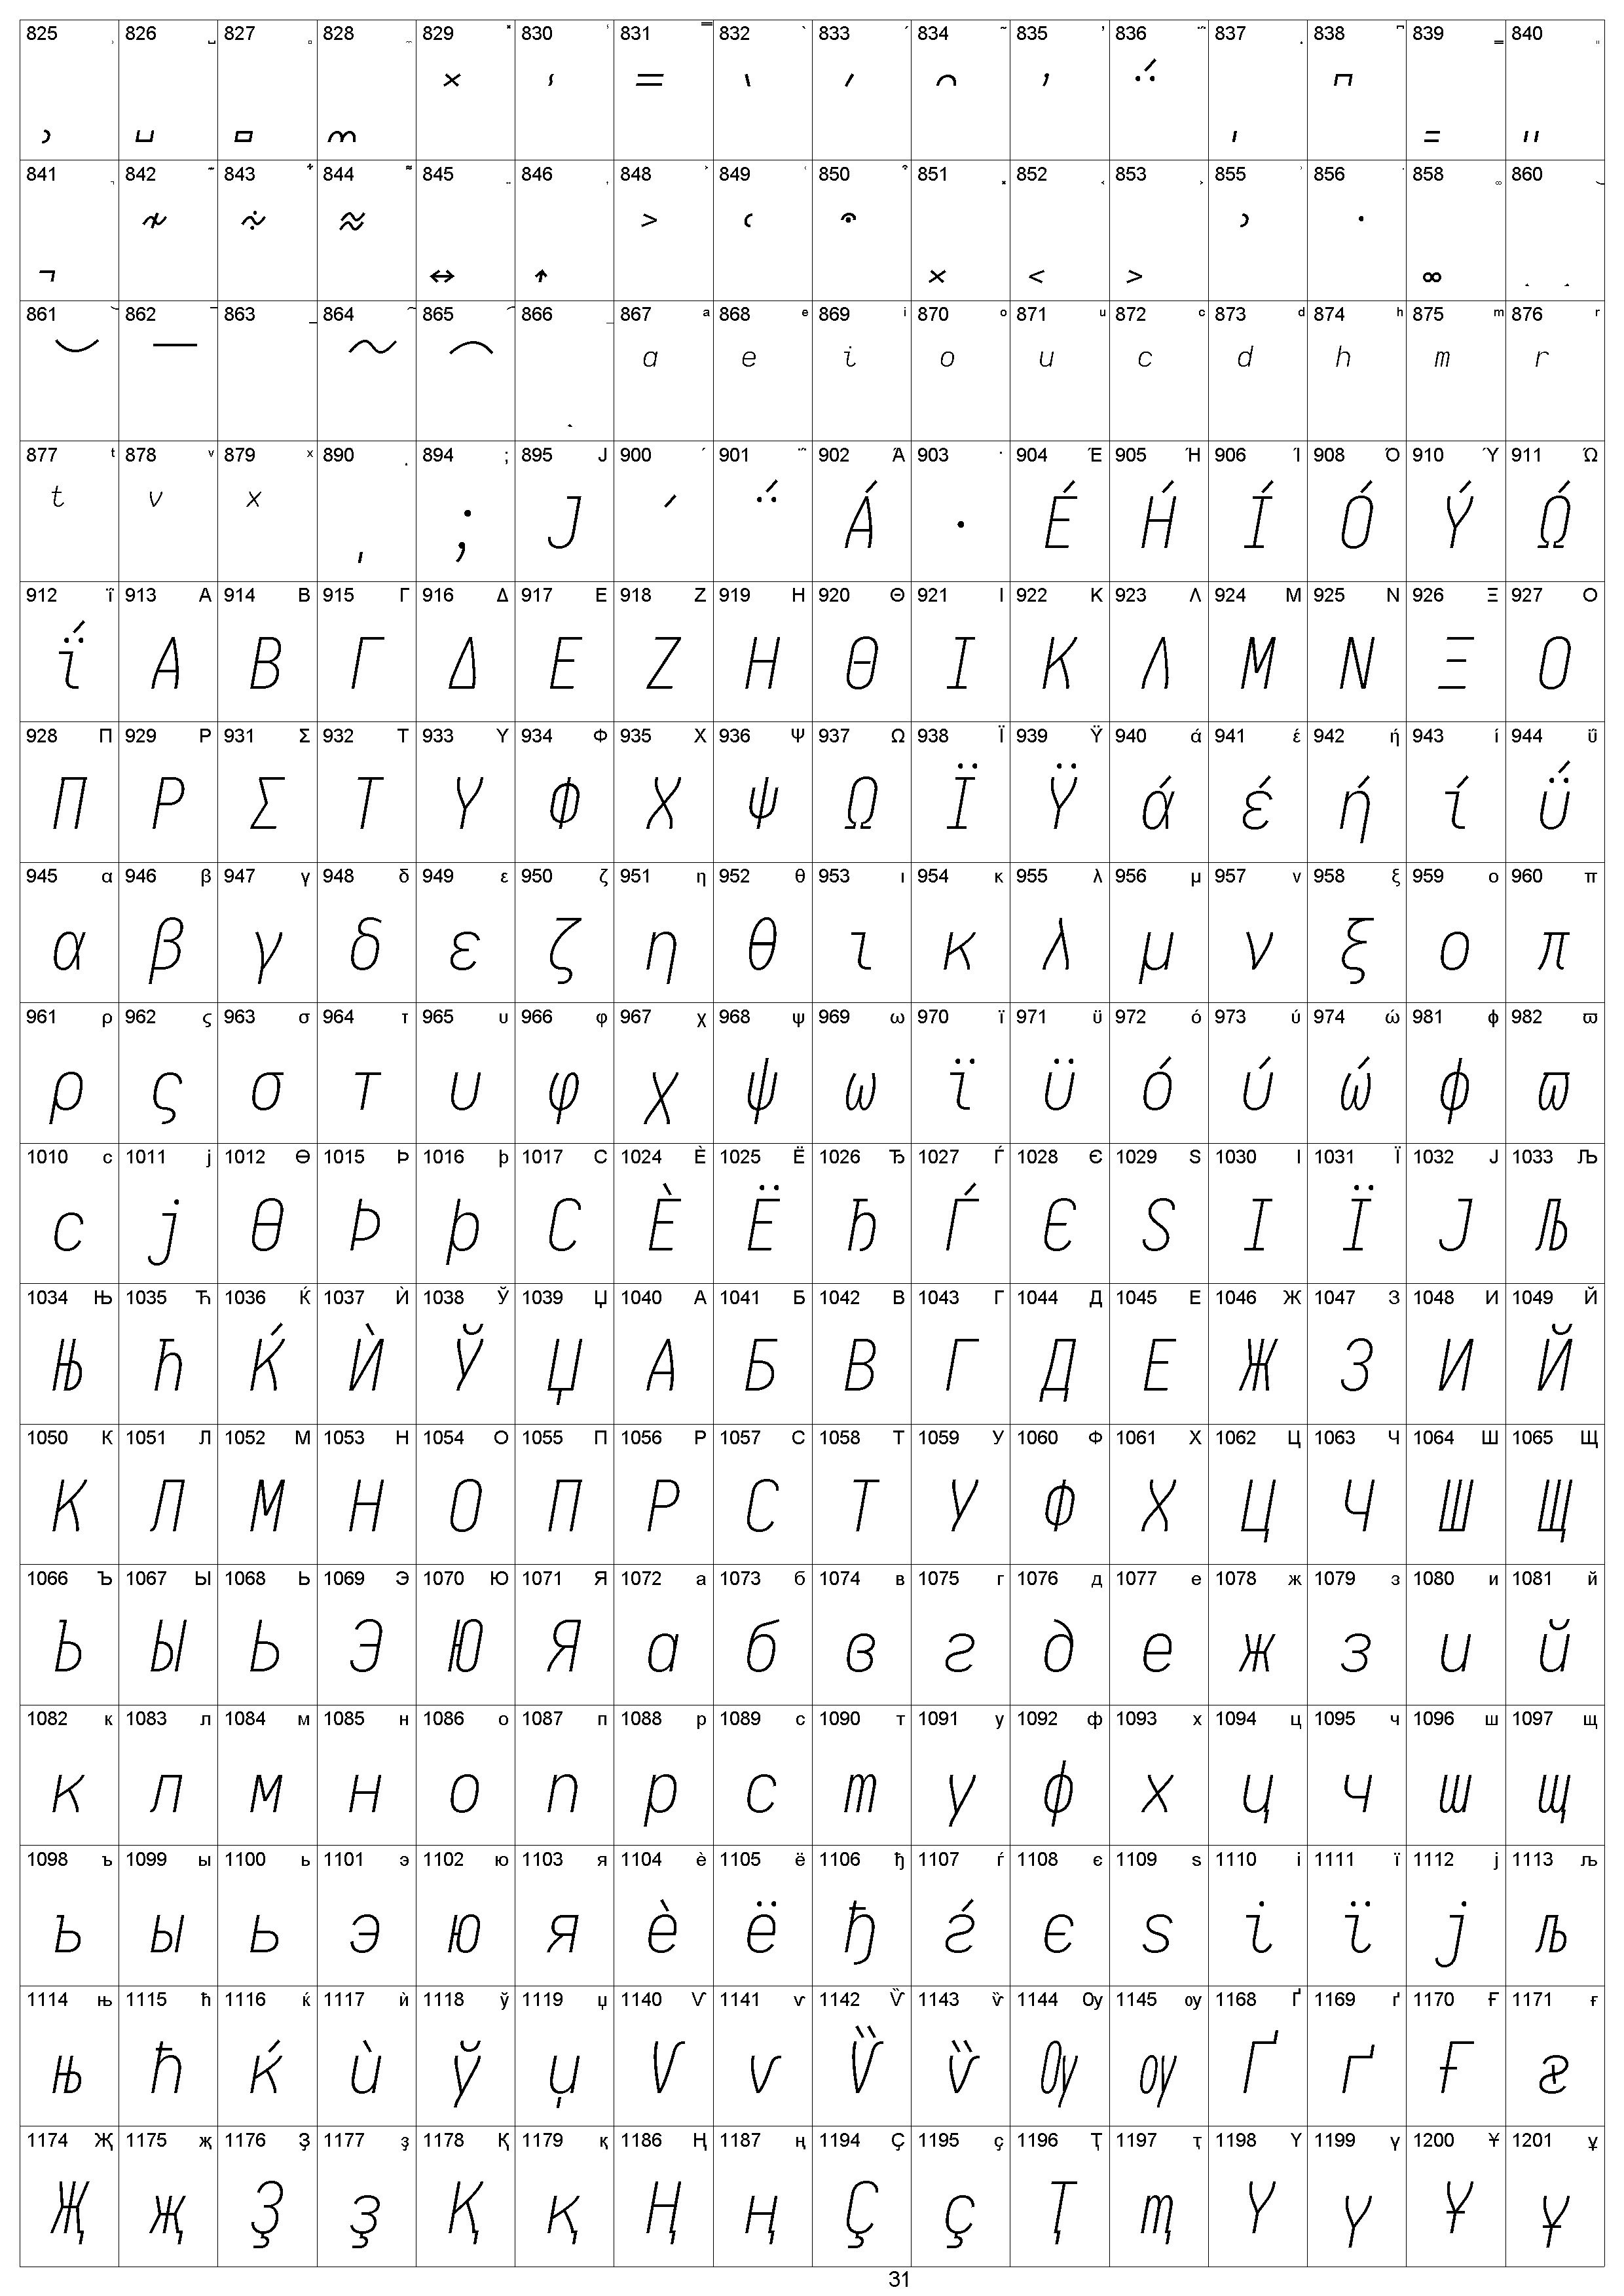 825 826 827 828 829 830 831 832 833 834 835 836 837 838 839 840
841 842 843 844 845 846 848 849 850 851 852 853 855 856 858 860
861 862 863 864 865 866 867 a 868 e 869 i 870 o 871 u 872 c 873 d 874 h 875 m 876 r
a e i o u c d h m r
877 t 878 v 879 x 890 ͺ 894 ; 895 Ϳ 900 ΄ 901 ΅ 902 Ά 903 · 904 Έ 905 Ή 906 Ί 908 Ό 910 Ύ 911 Ώ
t v x ͺ ; Ϳ ΄ ΅ Ά · Έ Ή Ί Ό Ύ Ώ
912 ΐ 913 Α 914 Β 915 Γ 916 Δ 917 Ε 918 Ζ 919 Η 920 Θ 921 Ι 922 Κ 923 Λ 924 Μ 925 Ν 926 Ξ 927 Ο
ΐ Α Β Γ Δ Ε Ζ Η Θ Ι Κ Λ Μ Ν Ξ Ο
928 Π 929 Ρ 931 Σ 932 Τ 933 Υ 934 Φ 935 Χ 936 Ψ 937 Ω 938 Ϊ 939 Ϋ 940 ά 941 έ 942 ή 943 ί 944 ΰ
Π Ρ Σ Τ Υ Φ Χ Ψ Ω Ϊ Ϋ ά έ ή ί ΰ
945 α 946 β 947 γ 948 δ 949 ε 950 ζ 951 η 952 θ 953 ι 954 κ 955 λ 956 μ 957 ν 958 ξ 959 ο 960 π
α β γ δ ε ζ η θ ι κ λ μ ν ξ ο π
961 ρ 962 ς 963 σ 964 τ 965 υ 966 φ 967 χ 968 ψ 969 ω 970 ϊ 971 ϋ 972 ό 973 ύ 974 ώ 981 ϕ 982 ϖ
ρ ς σ τ υ φ χ ψ ω ϊ ϋ ό ύ ώ ϕ ϖ
1010 ϲ 1011 ϳ 1012 ϴ 1015 Ϸ 1016 ϸ 1017 Ϲ 1024 Ѐ 1025 Ё 1026 Ђ 1027 Ѓ 1028 Є 1029 Ѕ 1030 І 1031 Ї 1032 Ј 1033 Љ
ϲ ϳ ϴ Ϸ ϸ Ϲ Ѐ Ё Ђ Ѓ Є Ѕ І Ї Ј Љ
1034 Њ 1035 Ћ 1036 Ќ 1037 Ѝ 1038 Ў 1039 Џ 1040 А 1041 Б 1042 В 1043 Г 1044 Д 1045 Е 1046 Ж 1047 З 1048 И 1049 Й
Њ Ћ Ќ Ѝ Ў Џ А Б В Г Д Е Ж З И Й
1050 К 1051 Л 1052 М 1053 Н 1054 О 1055 П 1056 Р 1057 С 1058 Т 1059 У 1060 Ф 1061 Х 1062 Ц 1063 Ч 1064 Ш 1065 Щ
К Л М Н О П Р С Т У Ф Х Ц Ч Ш Щ
1066 Ъ 1067 Ы 1068 Ь 1069 Э 1070 Ю 1071 Я 1072 а 1073 б 1074 в 1075 г 1076 д 1077 е 1078 ж 1079 з 1080 и 1081 й
Ъ Ы Ь Э Ю Я а б в г д е ж з и й
1082 к 1083 л 1084 м 1085 н 1086 о 1087 п 1088 р 1089 с 1090 т 1091 у 1092 ф 1093 х 1094 ц 1095 ч 1096 ш 1097 щ
к л м н о п р с т у ф х ц ч ш щ
1098 ъ 1099 ы 1100 ь 1101 э 1102 ю 1103 я 1104 ѐ 1105 ё 1106 ђ 1107 ѓ 1108 є 1109 ѕ 1110 і 1111 ї 1112 ј 1113 љ
ъ ы ь э ю я ѐ ё ђ ѓ є ѕ і ї ј љ
1114 њ 1115 ћ 1116 ќ 1117 ѝ 1118 ў 1119 џ 1140 Ѵ 1141 ѵ 1142 Ѷ 1143 ѷ 1144 Ѹ 1145 ѹ 1168 Ґ 1169 ґ 1170 Ғ 1171 ғ
њ ћ ќ ѝ ў џ Ѵ ѵ Ѷ ѷ Ѹ ѹ Ґ ґ Ғ ғ
1174 Җ 1175 җ 1176 Ҙ 1177 ҙ 1178 Қ 1179 қ 1186 Ң 1187 ң 1194 Ҫ 1195 ҫ 1196 Ҭ 1197 ҭ 1198 Ү 1199 ү 1200 Ұ 1201 ұ
Җ җ Ҙ ҙ Қ қ Ң ң Ҫ ҫ Ҭ ҭ Ү ү Ұ ұ
31